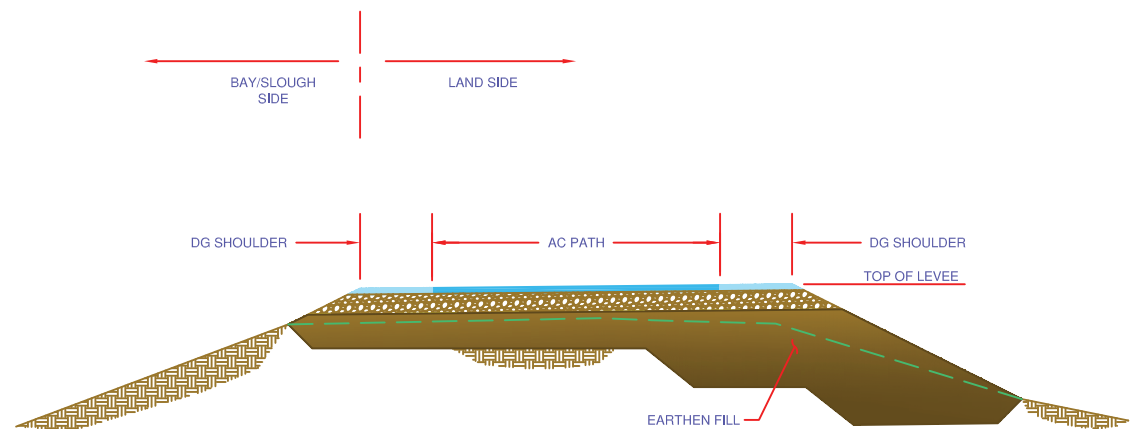 BAY/SLOUGH
SIDE
LAND SIDE
DG SHOULDER
AC PATH
DG SHOULDER
TOP OF LEVEE
EARTHEN FILL